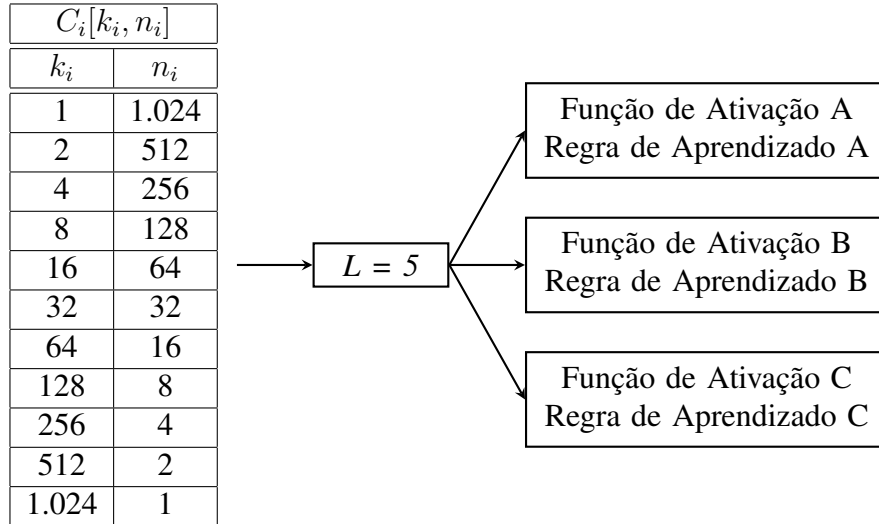 C_i[k_i, n_i]
k_i n_i
1 1.024
2 512
4 256
8 128
16 64
32 32
64 16
128 8
256 4
512 2
1.024 1
L = 5
Função de Ativação A
Regra de Aprendizado A
Função de Ativação B
Regra de Aprendizado B
Função de Ativação C
Regra de Aprendizado C